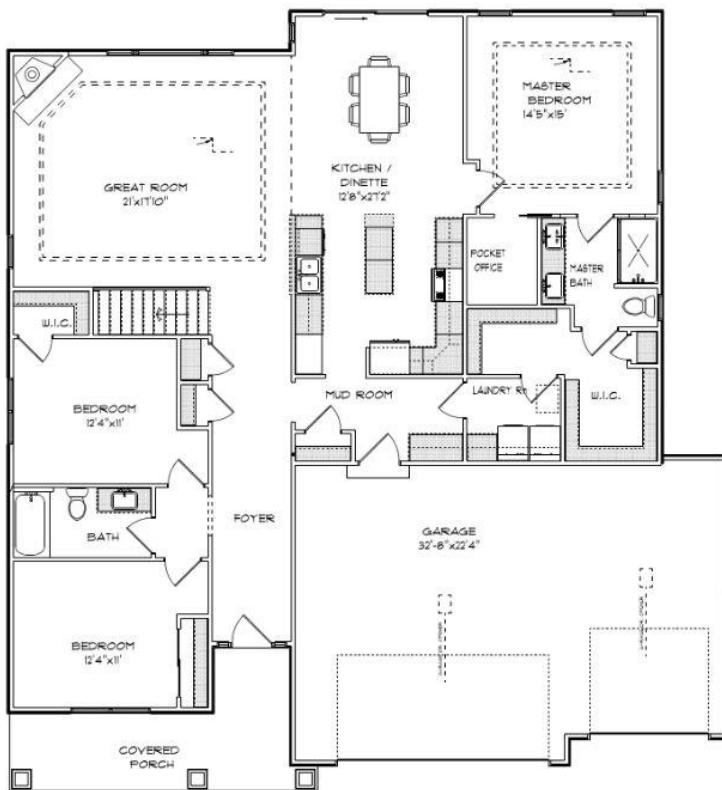 MASTER
BEDROOM
14'5"x15'
KITCHEN /
DINETTE
12'8"x27'2"
GREAT ROOM
21'x17'10"
POCKET
OFFICE
MASTER
BATH
W.I.C.
MUD ROOM
LAUNDRY Rm
W.I.C.
BEDROOM
12'4"x11'
FOYER
GARAGE
32'-8"x22'4"
BATH
BEDROOM
12'4"x11'
COVERED
PORCH